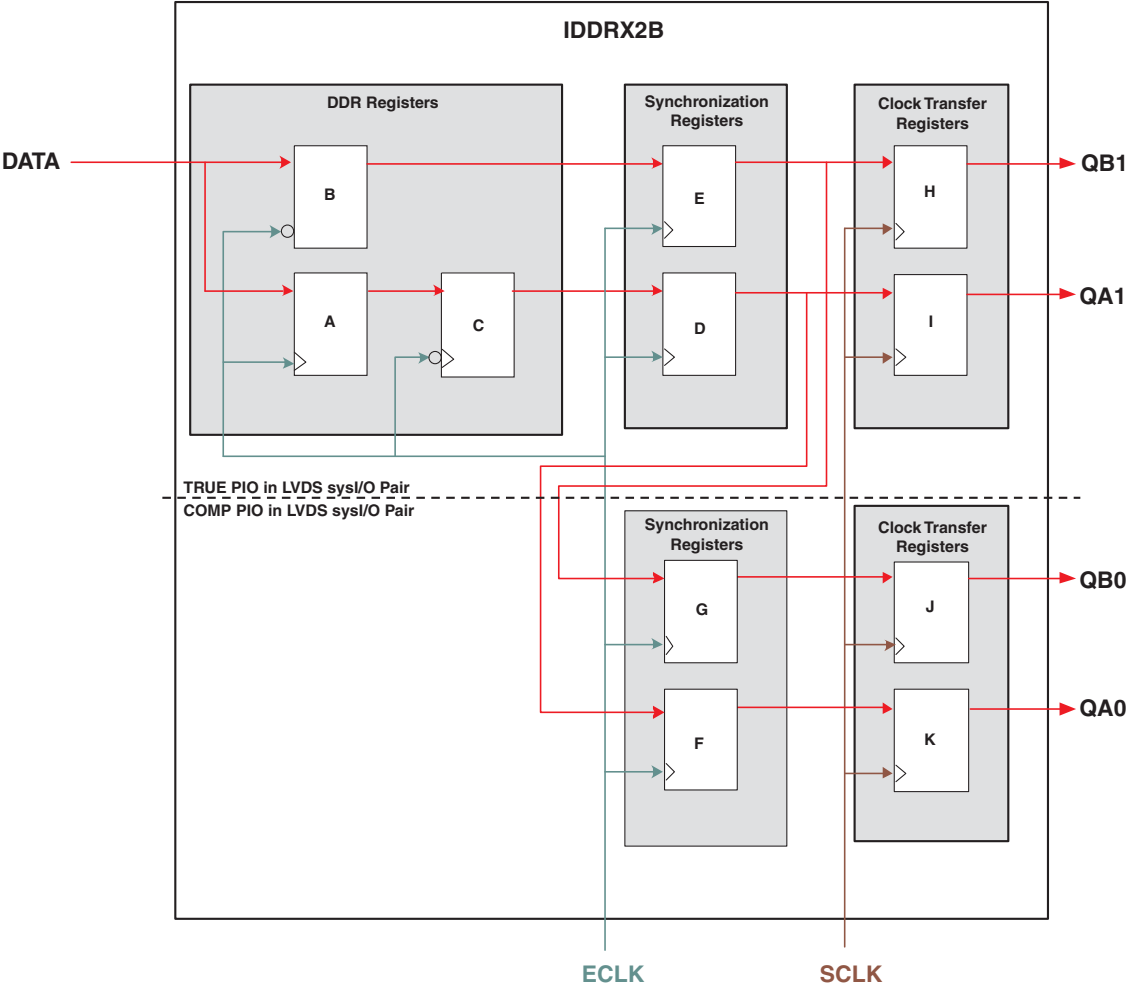 IDDRX2B
DDR Registers
Synchronization
Registers
Clock Transfer
Registers
DATA
B
E
H
QB1
A
C
D
I
QA1
TRUE PIO in LVDS sysI/O Pair
COMP PIO in LVDS sysI/O Pair
Synchronization
Registers
Clock Transfer
Registers
G
J
QB0
F
K
QA0
ECLK
SCLK